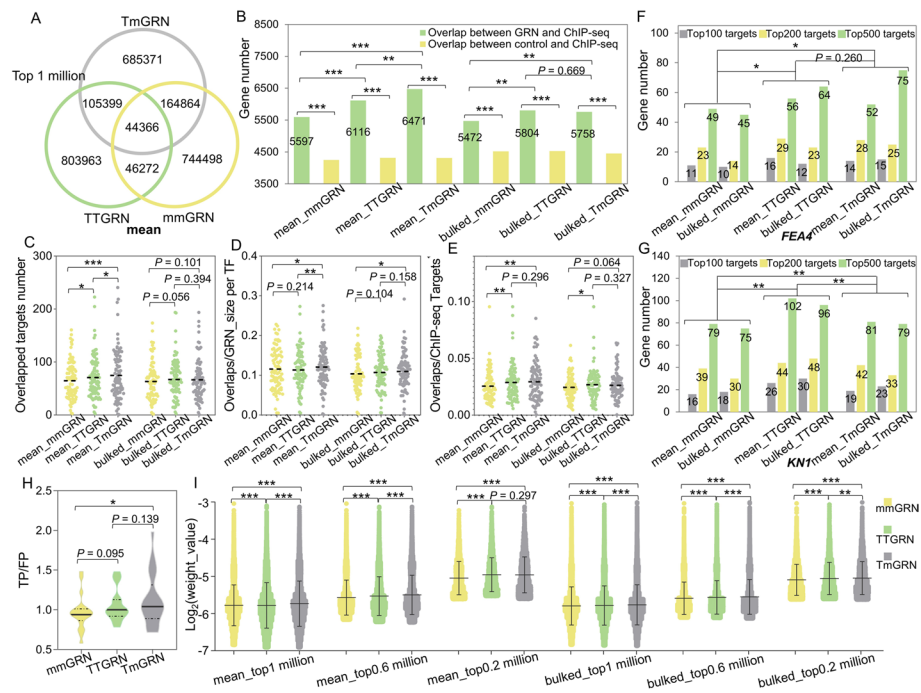 A
TmGRN
685371
Top 1 million
105399
164864
44366
803963
46272
744498
TTGRN
mmGRN
mean
B
Gene number
8500
7500
6500
5500
4500
3500
Overlap between GRN and ChIP-seq
Overlap between control and ChIP-seq
***
**
***
**
***
**
P = 0.669
***
***
***
***
***
***
5597
6116
6471
5472
5804
5758
mean_mmGRN
mean_TTGRN
mean_TmGRN
bulked_mmGRN
bulked_TTGRN
bulked_TmGRN
F
Gene number
100
80
60
40
20
0
Top100 targets
Top200 targets
Top500 targets
*
P = 0.260
*
11
23
49
10
14
45
16
29
56
12
23
64
14
28
52
15
25
75
mean_mmGRN
bulked_mmGRN
mean_TTGRN
bulked_TTGRN
mean_TmGRN
bulked_TmGRN
FEA4
C
Overlapped targets number
300
200
100
0
***
*
*
P = 0.101
P = 0.394
P = 0.056
mean_mmGRN
mean_TTGRN
mean_TmGRN
bulked_mmGRN
bulked_TTGRN
bulked_TmGRN
D
Overlaps/GRN_size per TF
0.4
0.3
0.2
0.1
0.0
*
**
P = 0.214
*
P = 0.158
P = 0.104
mean_mmGRN
mean_TTGRN
mean_TmGRN
bulked_mmGRN
bulked_TTGRN
bulked_TmGRN
E
Overlaps/ChIP-seq Targets
0.10
0.05
0.00
**
P = 0.296
**
P = 0.064
P = 0.327
*
mean_mmGRN
mean_TTGRN
mean_TmGRN
bulked_mmGRN
bulked_TTGRN
bulked_TmGRN
G
Gene number
140
120
100
80
60
40
20
0
Top100 targets
Top200 targets
Top500 targets
**
**
**
16
39
79
18
30
75
26
44
102
30
48
96
19
42
81
23
33
79
mean_mmGRN
bulked_mmGRN
mean_TTGRN
bulked_TTGRN
mean_TmGRN
bulked_TmGRN
KN1
H
TP/FP
2.0
1.5
1.0
0.5
*
P = 0.139
P = 0.095
mmGRN
TTGRN
TmGRN
I
Log2(weight_value)
-3
-4
-5
-6
-7
***
***
***
***
***
***
***
***
P = 0.297
***
***
***
***
***
***
***
***
**
mean_top1 million
mean_top0.6 million
mean_top0.2 million
bulked_top1 million
bulked_top0.6 million
bulked_top0.2 million
mmGRN
TTGRN
TmGRN